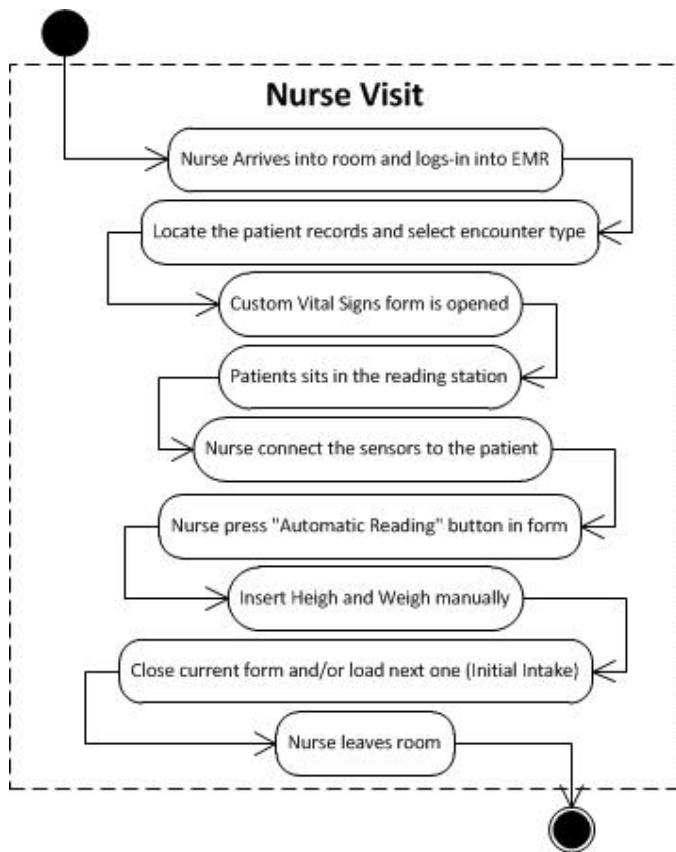 Nurse Visit
Nurse Arrives into room and logs-in into EMR
Locate the patient records and select encounter type
Custom Vital Signs form is opened
Patients sits in the reading station
Nurse connect the sensors to the patient
Nurse press "Automatic Reading" button in form
Insert Heigh and Weigh manually
Close current form and/or load next one (Initial Intake)
Nurse leaves room